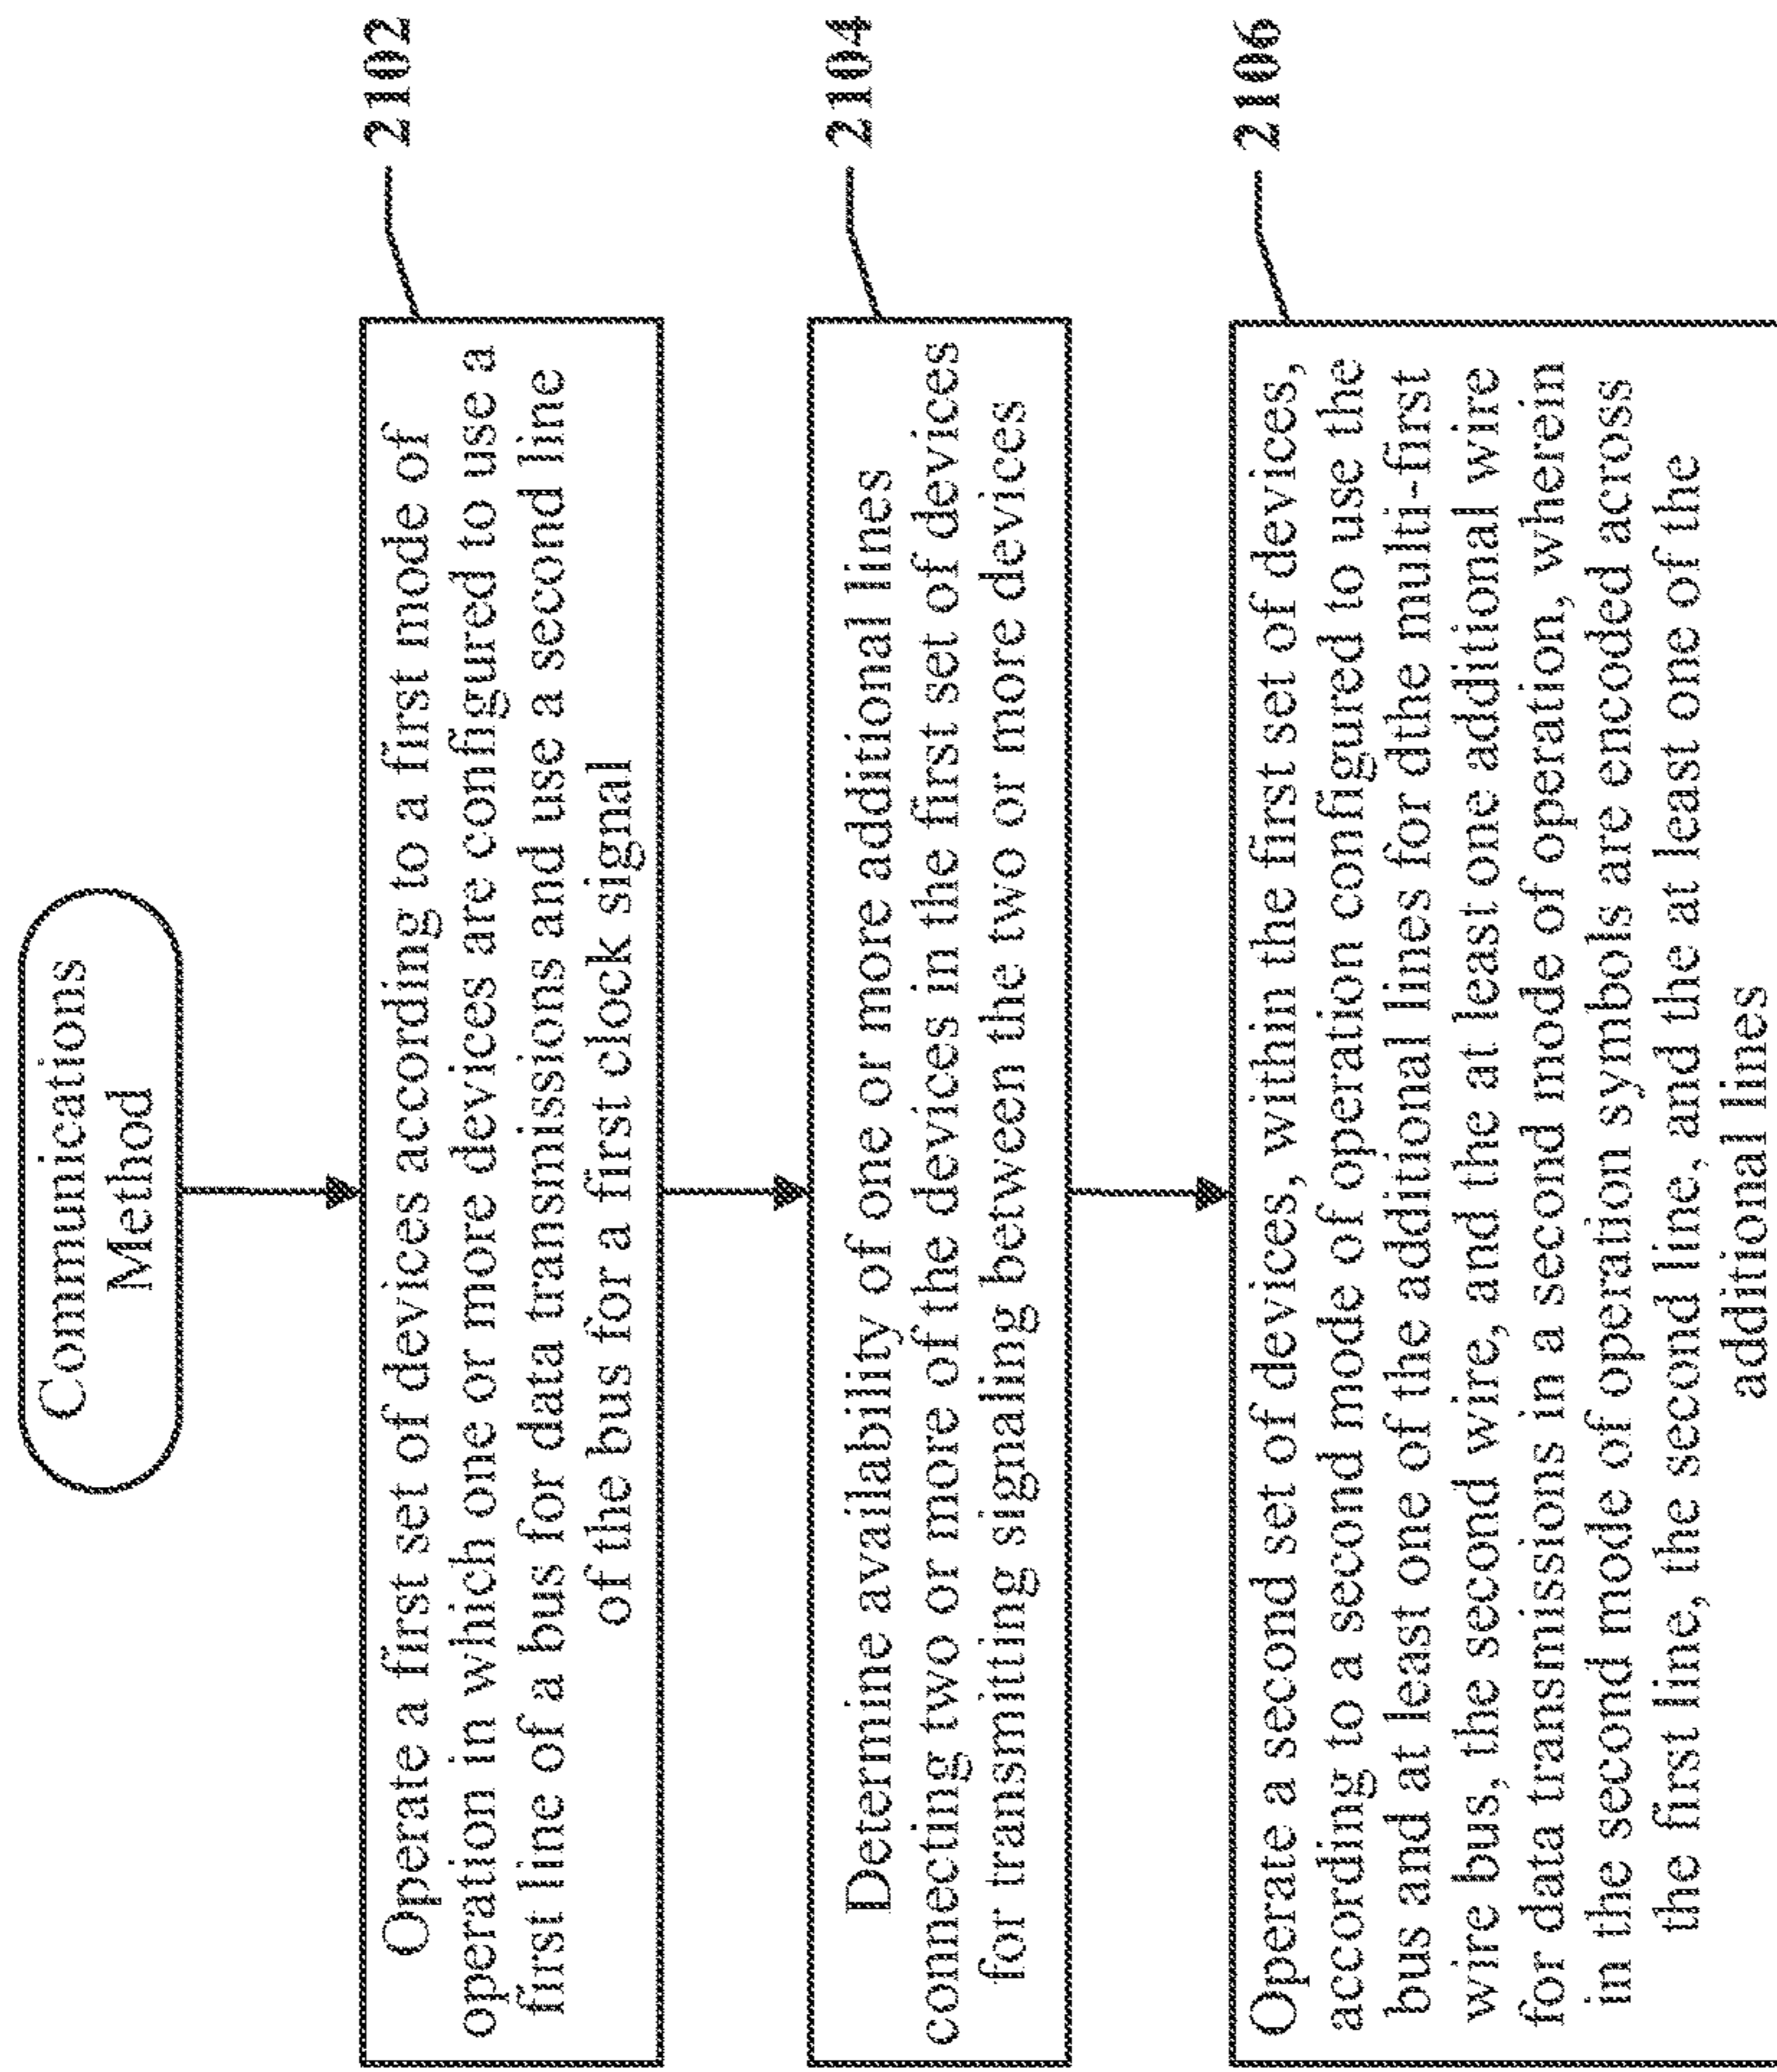 Communications
Method
2102
Operate a first set of devices according to a first mode of
operation in which one or more devices are configured to use a
first line of a bus for data transmissions and use a second line
of the bus for a first clock signal
2104
Determine availability of one or more additional lines
connecting two or more of the devices in the first set of devices
for transmitting signaling between the two or more devices
2106
Operate a second set of devices, within the first set of devices,
according to a second mode of operation configured to use the
bus and at least one of the additional lines for dthe multi-first
wire bus, the second wire, and the at least one additional wire
for data transmissions in a second mode of operation, wherein
in the second mode of operation symbols are encoded across
the first line, the second line, and the at least one of the
additional lines